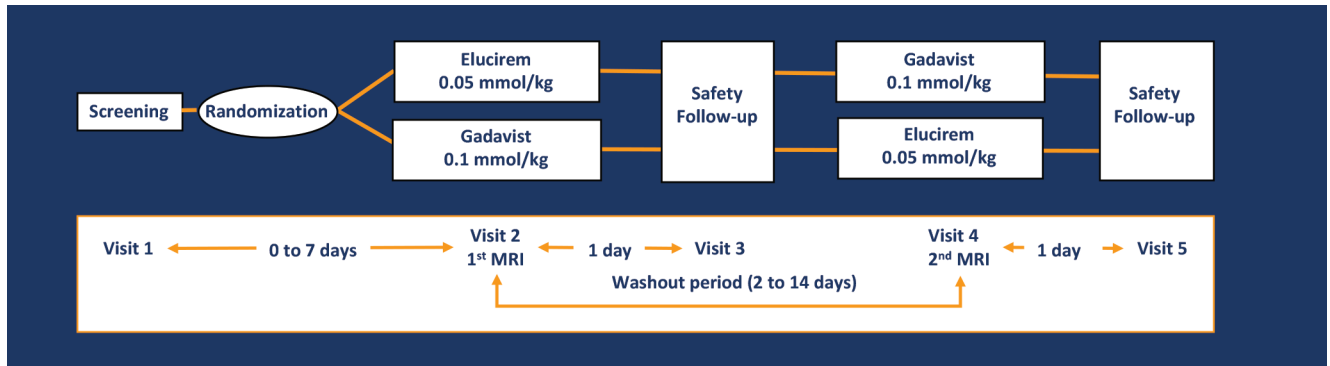 Screening
Randomization
Elucirem
0.05 mmol/kg
Gadavist
0.1 mmol/kg
Safety
Follow-up
Gadavist
0.1 mmol/kg
Elucirem
0.05 mmol/kg
Safety
Follow-up
Visit 1
0 to 7 days
Visit 2
1st MRI
1 day
Visit 3
Washout period (2 to 14 days)
Visit 4
2nd MRI
1 day
Visit 5